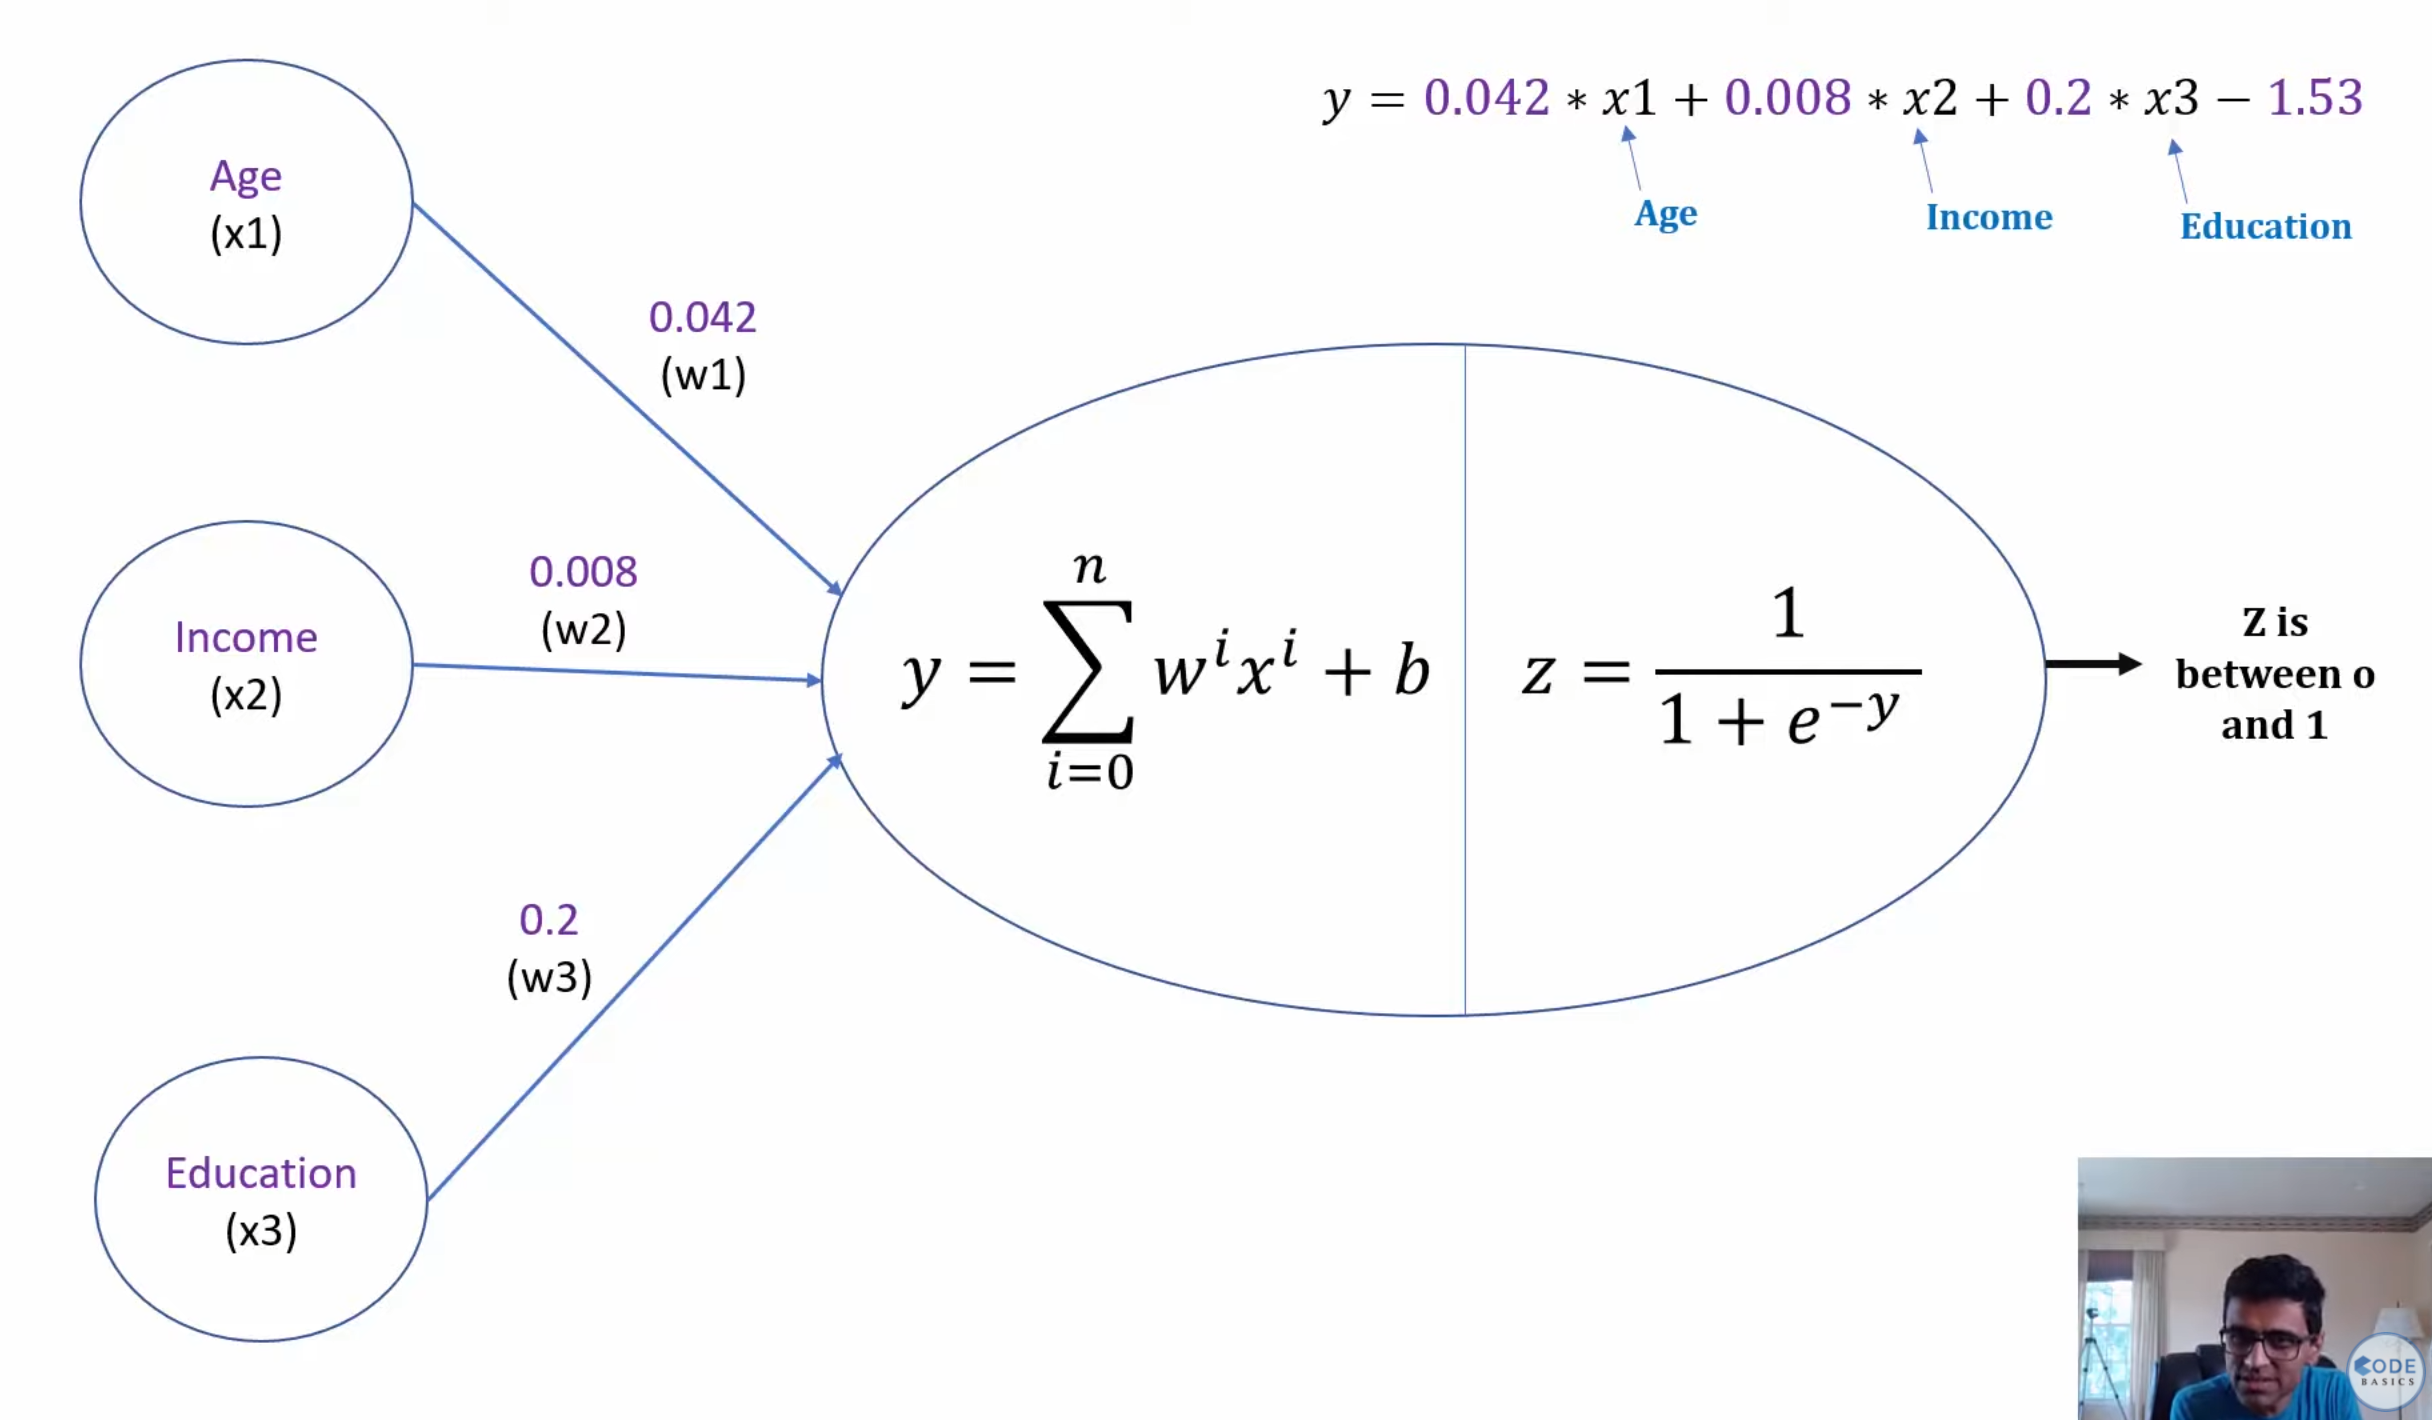 y = 0.042 * x1 + 0.008 * x2 + 0.2 * x3 − 1.53
Age
Income
Education
Age
(x1)
0.042
(w1)
Income
(x2)
0.008
(w2)
0.2
(w3)
Education
(x3)
y = ∑ⁿᵢ₌₀ wⁱxⁱ + b
z = 1 / (1 + e^−y)
Z is
between o
and 1
CODE
BASICS